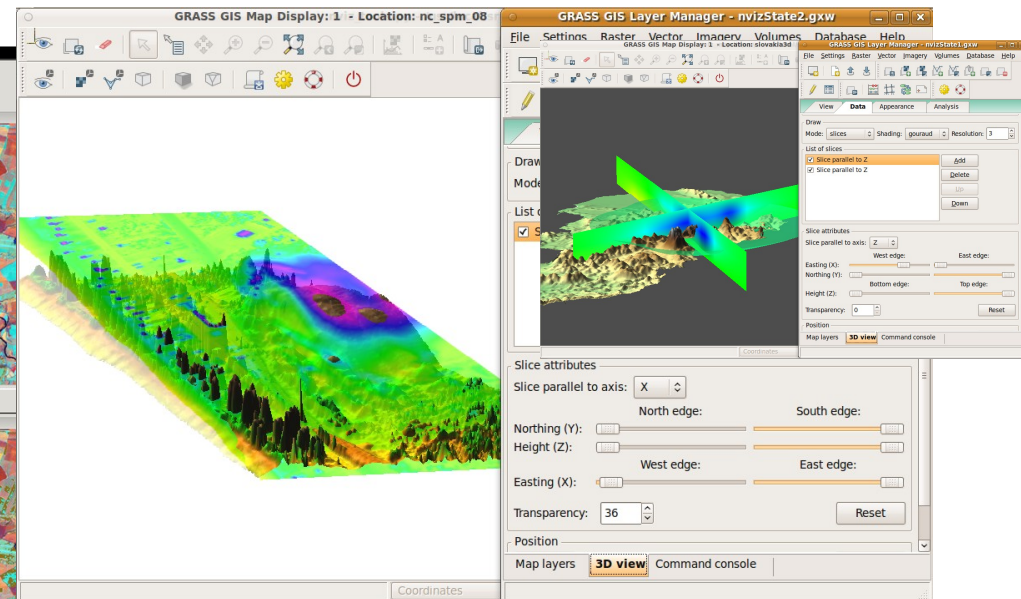 GRASS GIS Map Display: 1 - Location: nc_spm_08
GRASS GIS Layer Manager - nvizState2.gxw
File Settings Raster Vector Imagery Volumes Database Help
GRASS GIS Map Display: 1 - Location: slovakia3d
GRASS GIS Layer Manager - nvizState1.gxw
File Settings Raster Vector Imagery Volumes Database Help
View Data Appearance Analysis
Draw
Mode: slices Shading: gouraud Resolution: 3
List of slices
Slice parallel to Z
Slice parallel to Z
Add
Delete
Up
Down
Slice attributes
Slice parallel to axis: Z
West edge: East edge:
Easting (X):
Northing (Y):
Bottom edge: Top edge:
Height (Z):
Transparency: 0 Reset
Position
Map layers 3D view Command console
Coordinates
Draw
Mode
List
S
Slice attributes
Slice parallel to axis: X
North edge: South edge:
Northing (Y):
Height (Z):
West edge: East edge:
Easting (X):
Transparency: 36 Reset
Position
Map layers 3D view Command console
Coordinates